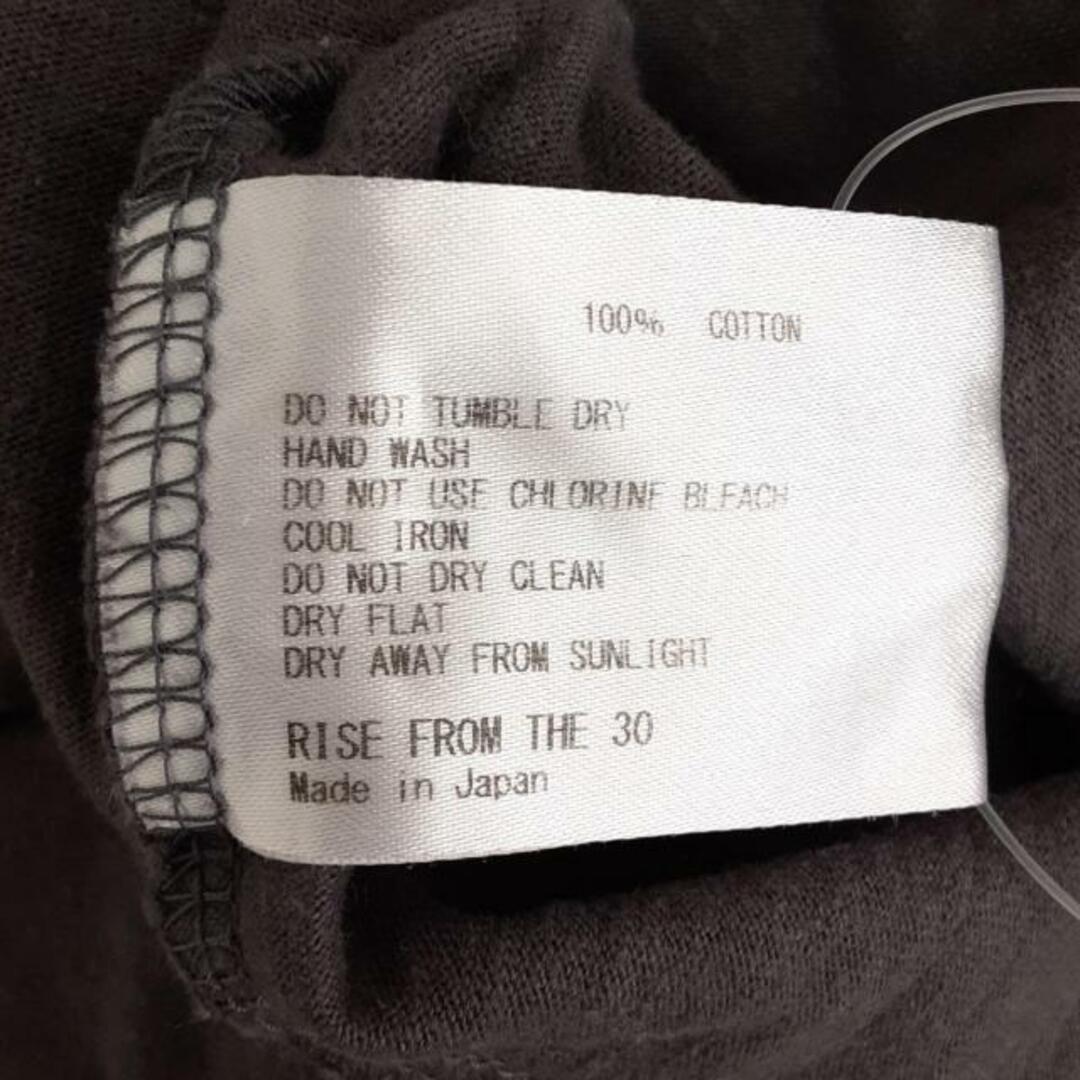 100% COTTON
DO NOT TUMBLE DRY
HAND WASH
DO NOT USE CHLORINE BLEACH
COOL IRON
DO NOT DRY CLEAN
DRY FLAT
DRY AWAY FROM SUNLIGHT
RISE FROM THE 30
Made in Japan